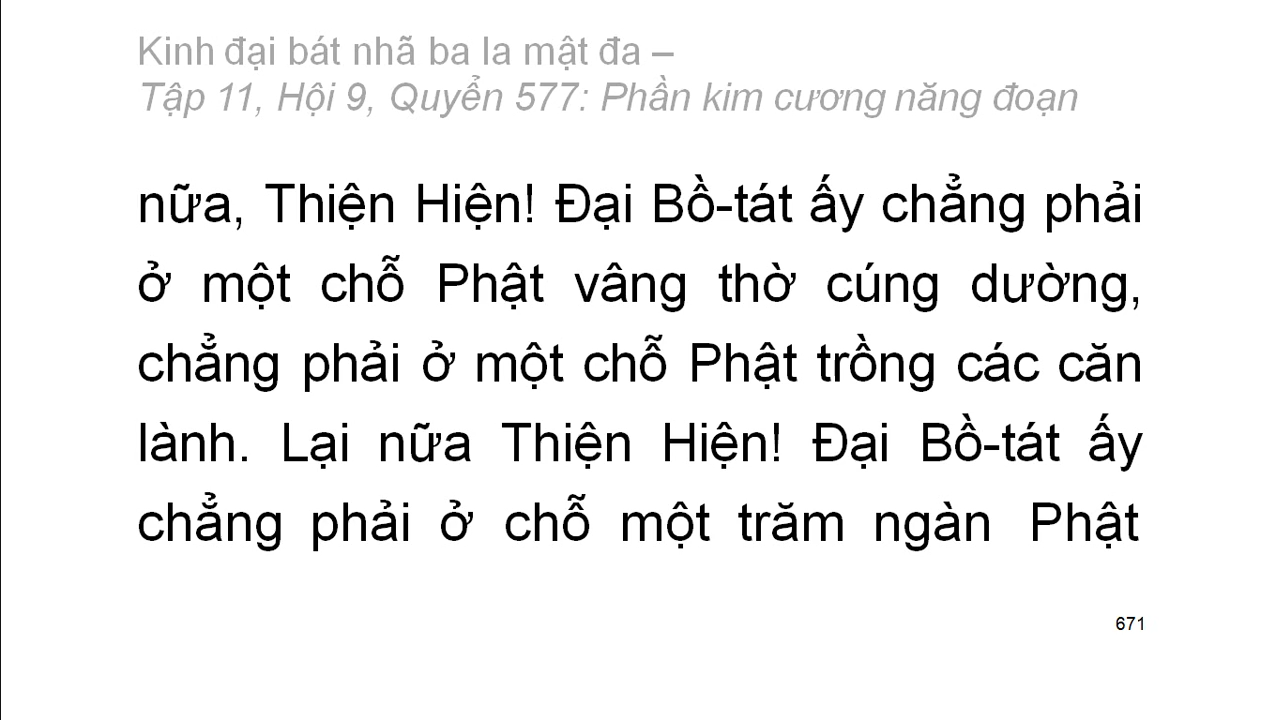 Kinh đại bát nhã ba la mật đa –
Tập 11, Hội 9, Quyển 577: Phần kim cương năng đoạn
nữa, Thiện Hiện! Đại Bồ-tát ấy chẳng phải
ở một chỗ Phật vâng thờ cúng dường,
chẳng phải ở một chỗ Phật trồng các căn
lành. Lại nữa Thiện Hiện! Đại Bồ-tát ấy
chẳng phải ở chỗ một trăm ngàn Phật
671